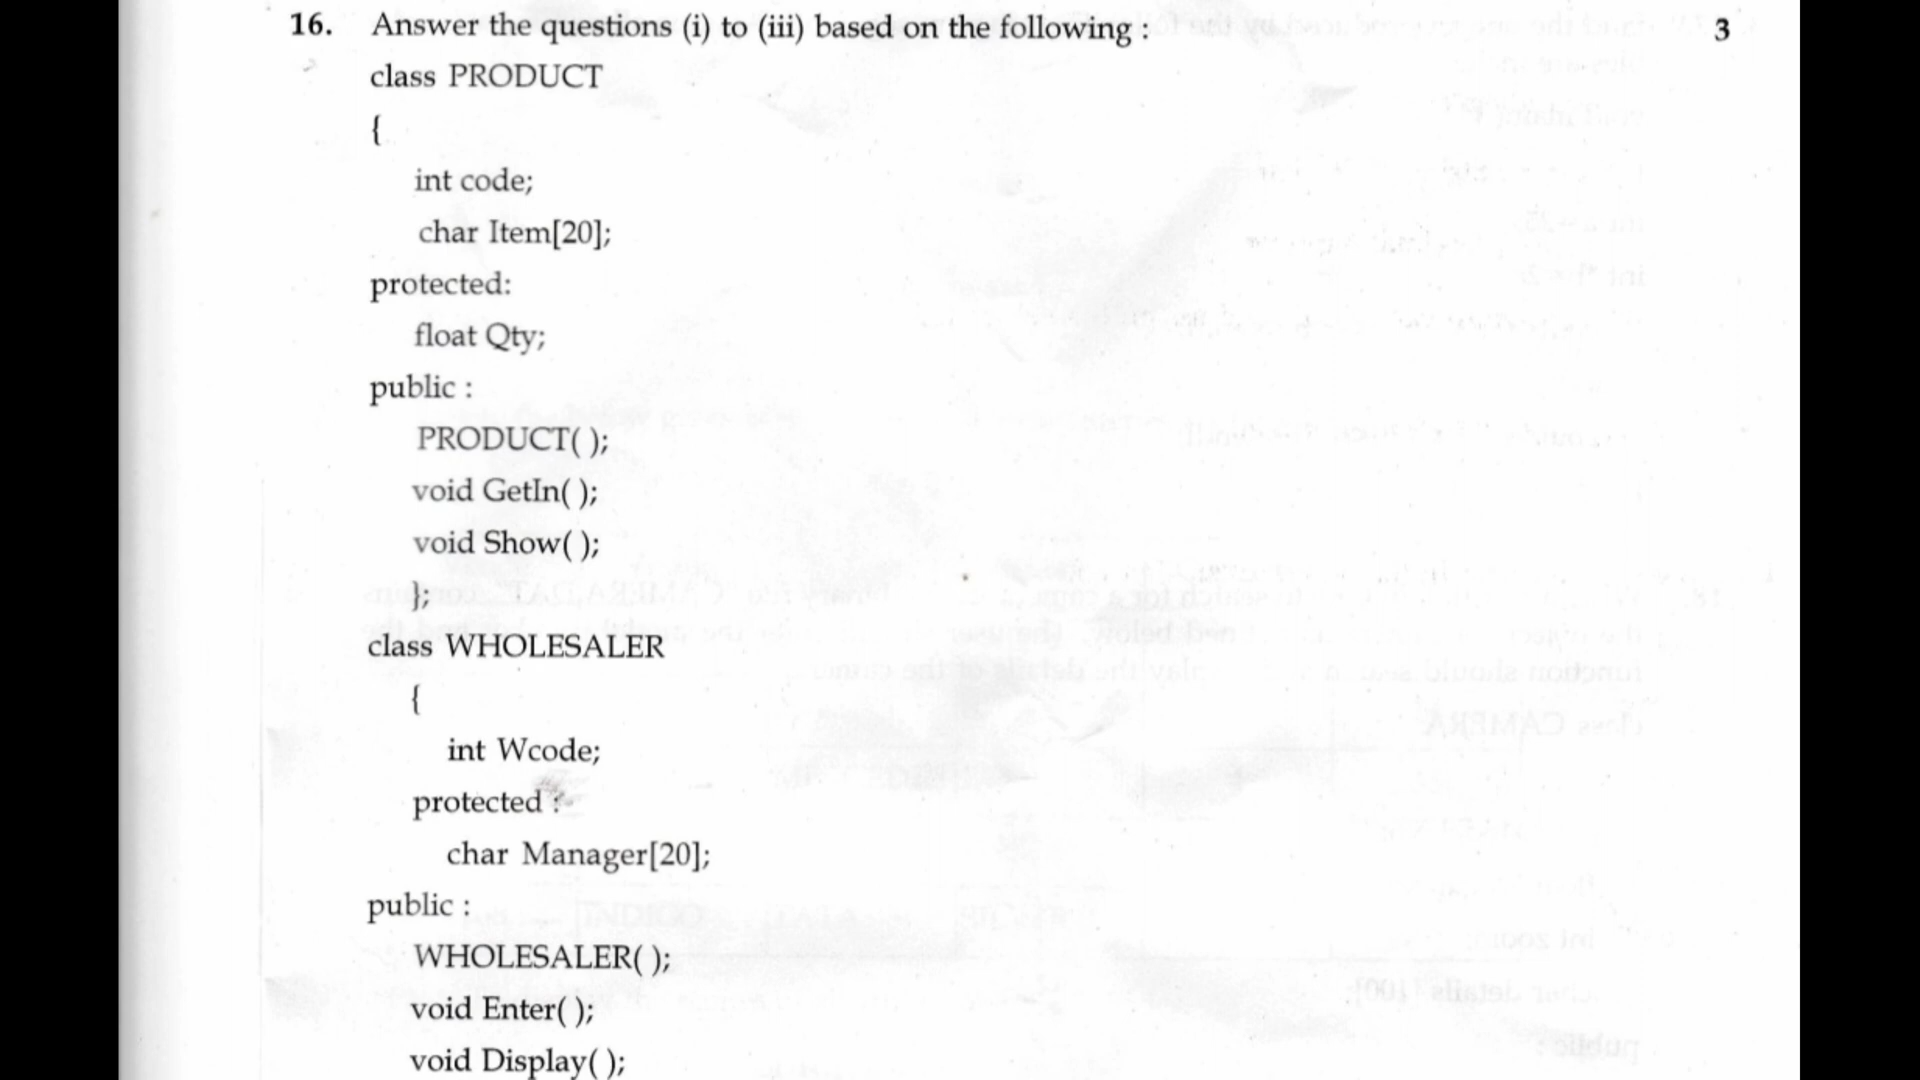 16. Answer the questions (i) to (iii) based on the following : 3
class PRODUCT
{
int code;
char Item[20];
protected:
float Qty;
public :
PRODUCT( );
void GetIn( );
void Show( );
};
class WHOLESALER
{
int Wcode;
protected :
char Manager[20];
public :
WHOLESALER( );
void Enter( );
void Display( );